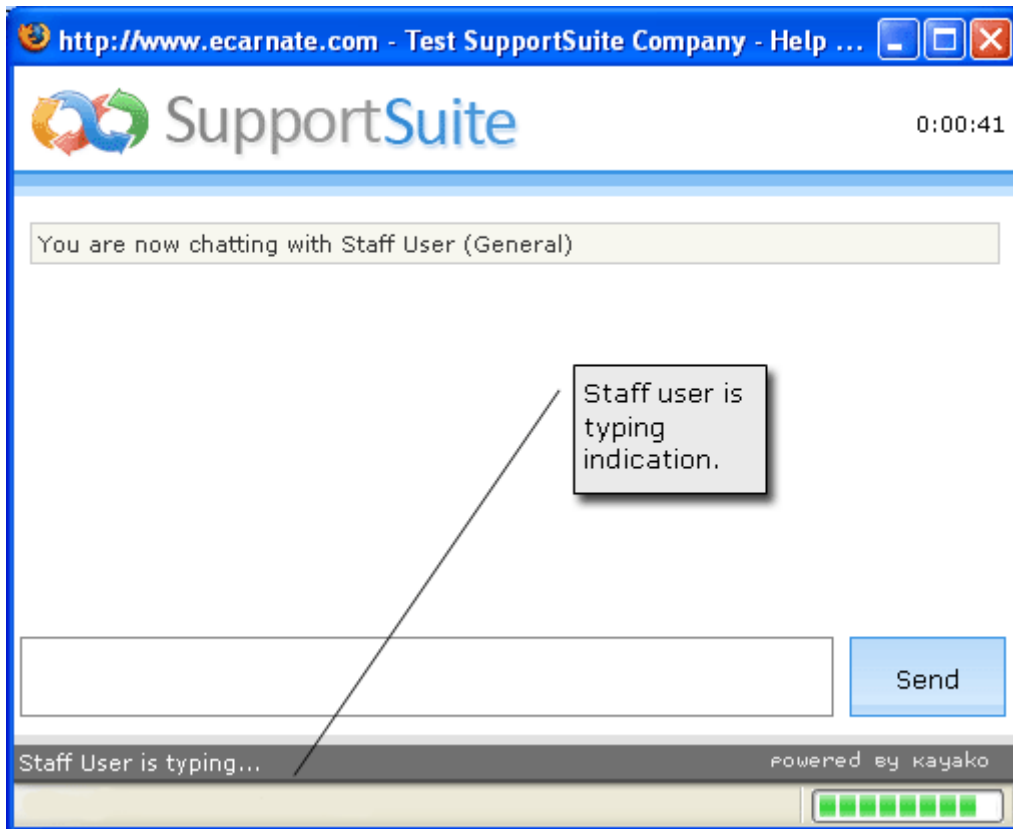 http://www.ecarnate.com - Test SupportSuite Company - Help ...
SupportSuite
0:00:41
You are now chatting with Staff User (General)
Staff user is
typing
indication.
Send
Staff User is typing...
Powered By Kayako